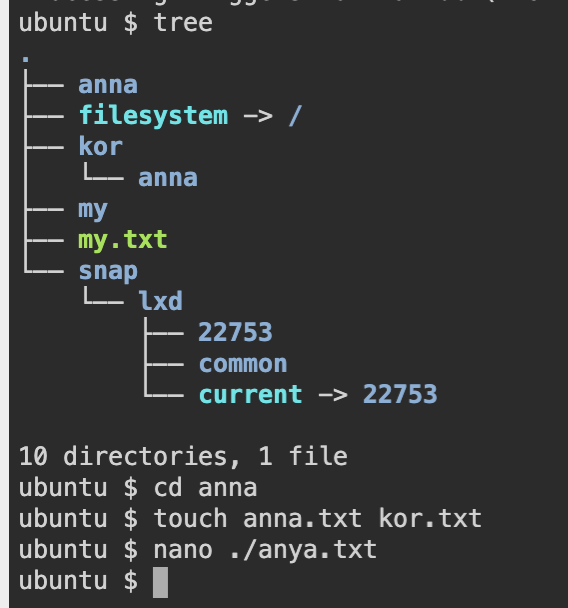 ubuntu $ tree
.
├── anna
├── filesystem -> /
├── kor
│   └── anna
├── my
├── my.txt
└── snap
    └── lxd
        ├── 22753
        ├── common
        └── current -> 22753

10 directories, 1 file
ubuntu $ cd anna
ubuntu $ touch anna.txt kor.txt
ubuntu $ nano ./anya.txt
ubuntu $